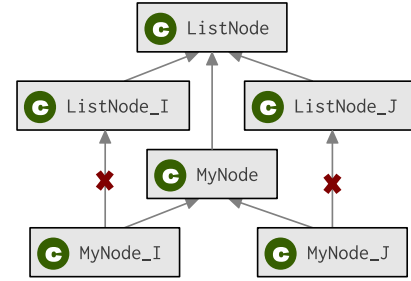 C ListNode
C ListNode_I
C ListNode_J
C MyNode
C MyNode_I
C MyNode_J